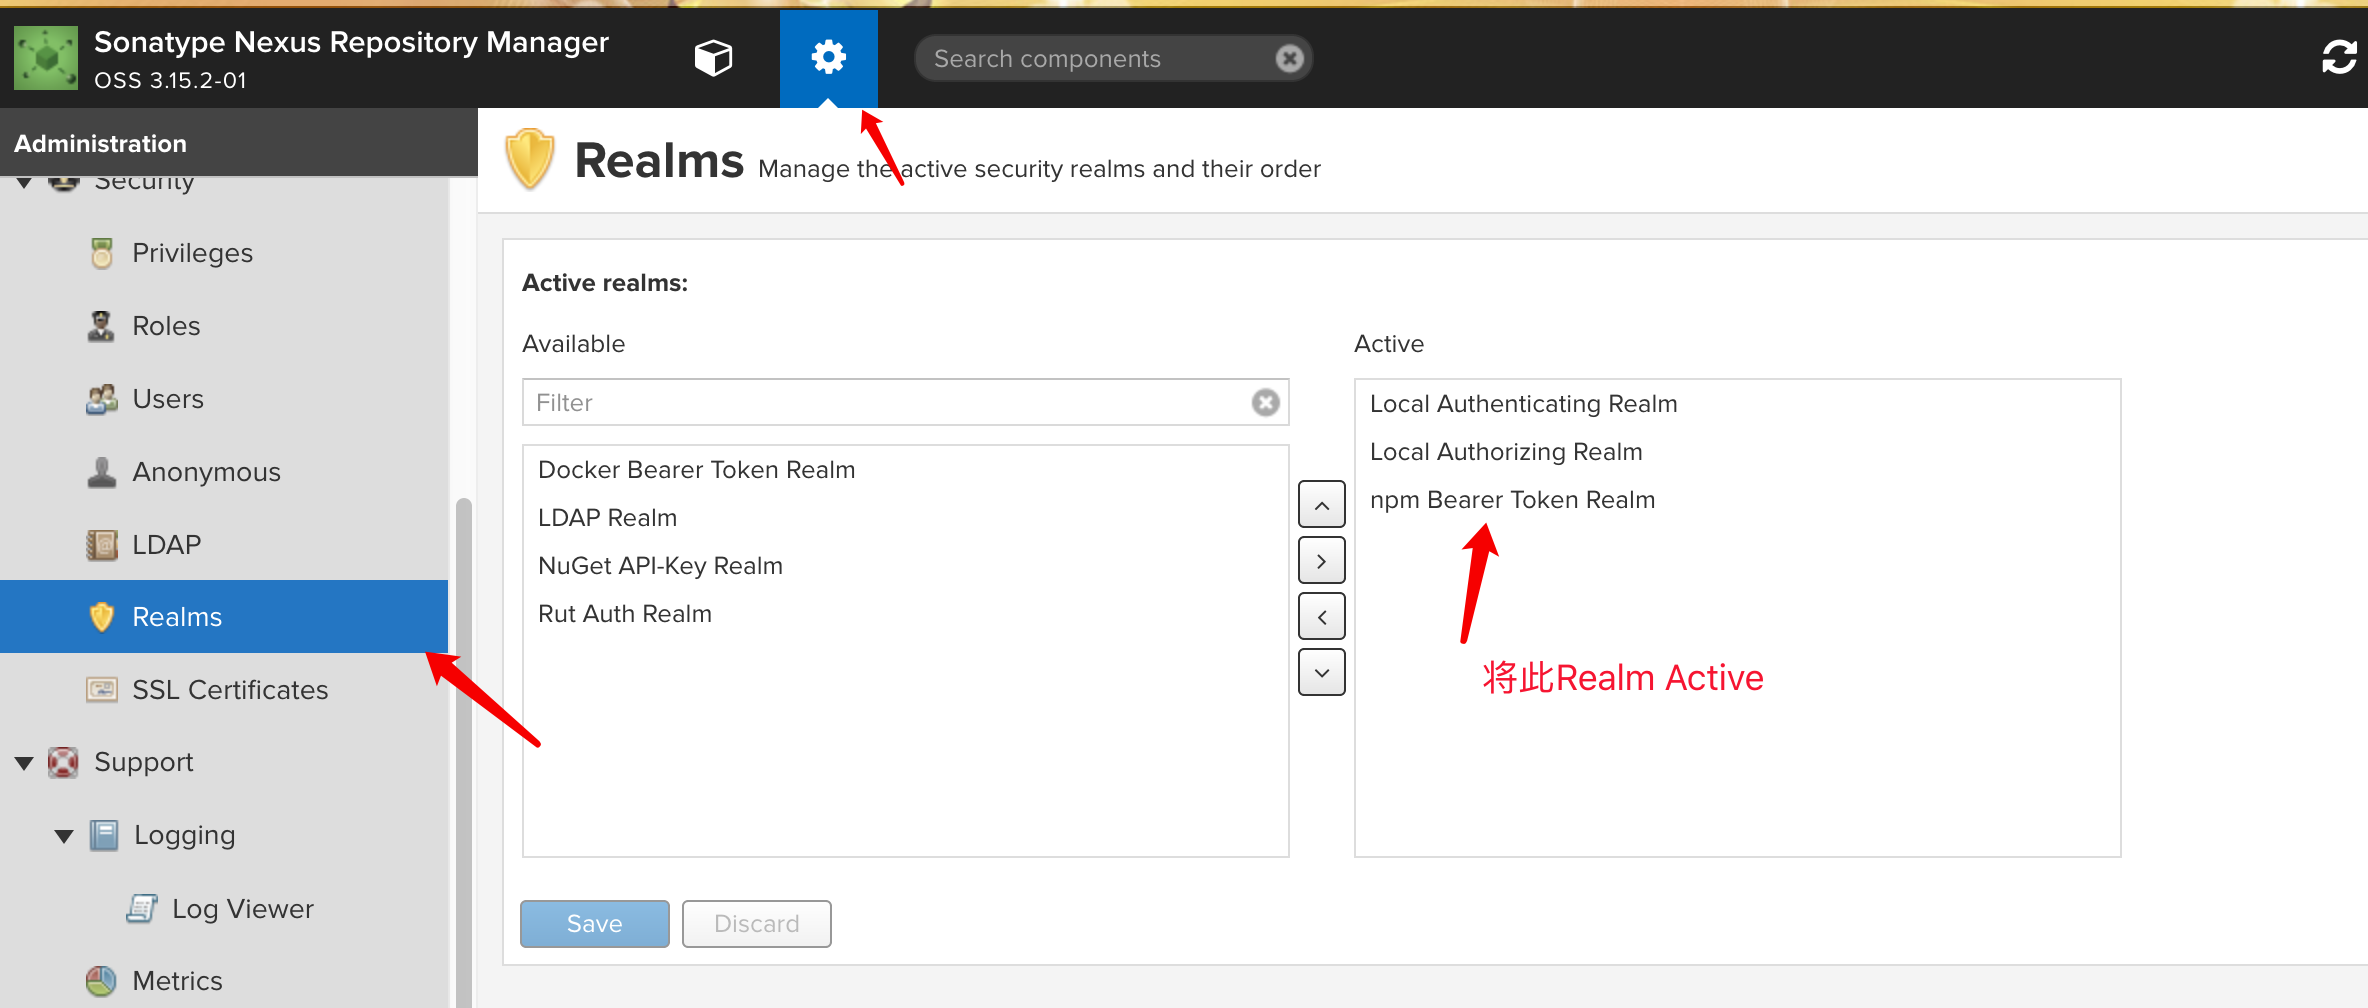 Sonatype Nexus Repository Manager
OSS 3.15.2-01
Search components
Administration
Security
Privileges
Roles
Users
Anonymous
LDAP
Realms
SSL Certificates
Support
Logging
Log Viewer
Metrics
Realms Manage the active security realms and their order
Active realms:
Available
Filter
Docker Bearer Token Realm
LDAP Realm
NuGet API-Key Realm
Rut Auth Realm
Active
Local Authenticating Realm
Local Authorizing Realm
npm Bearer Token Realm
将此Realm Active
Save
Discard